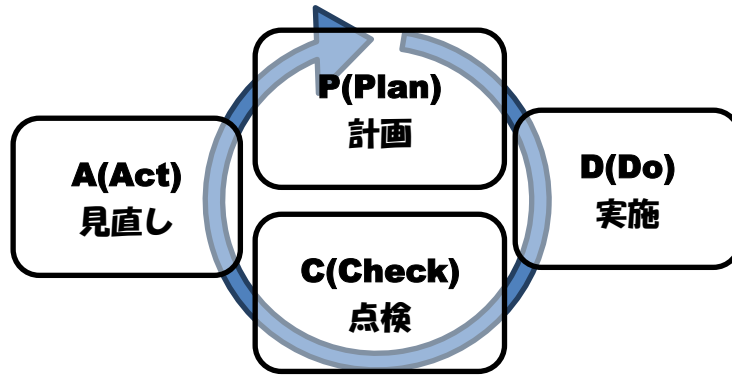 P(Plan)
計画
D(Do)
実施
C(Check)
点検
A(Act)
見直し